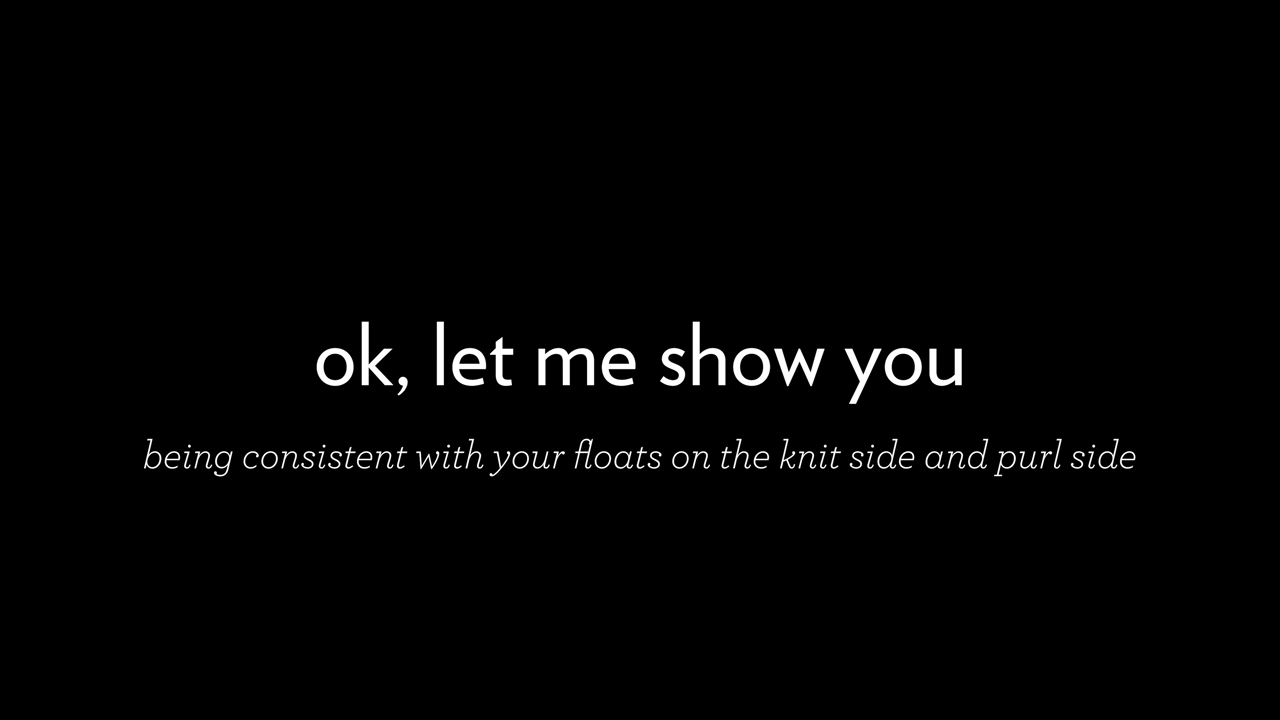 ok, let me show you
being consistent with your floats on the knit side and purl side